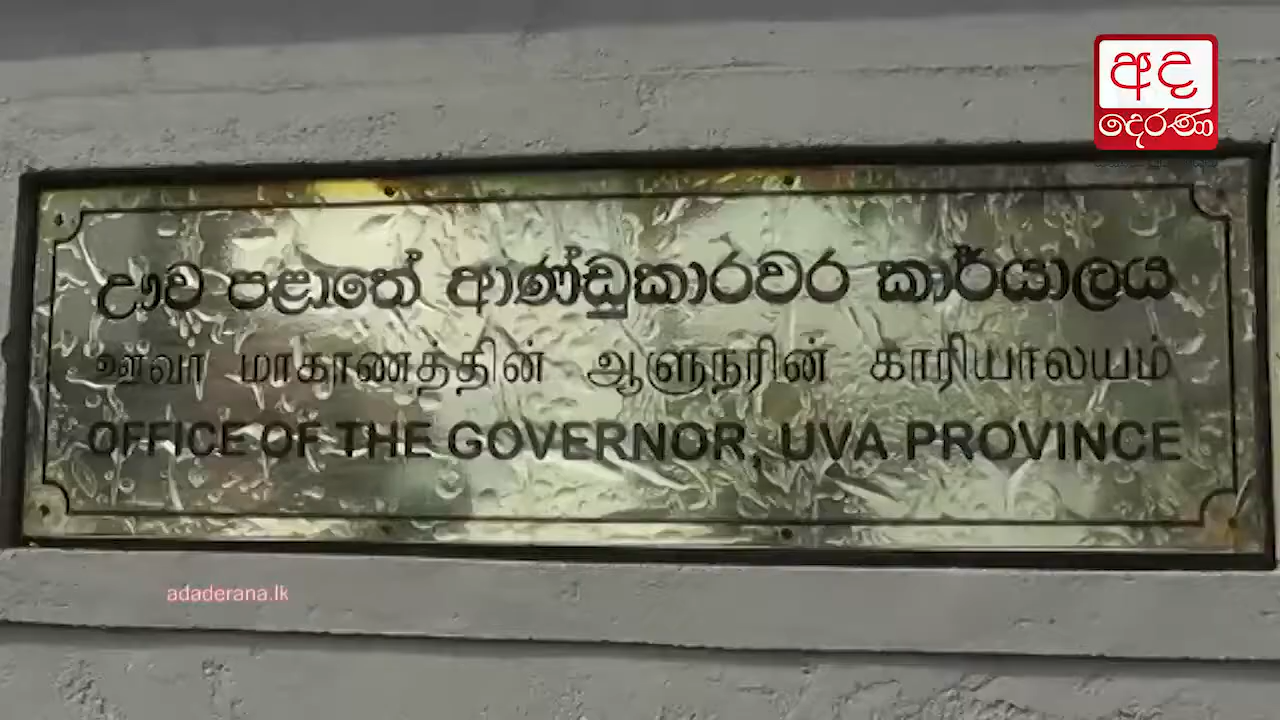 අද
දෙරණ
ඌව පළාතේ ආණ්ඩුකාරවර කාර්යාලය
ஊவா மாகாணத்தின் ஆளுநரின் காரியாலயம்
OFFICE OF THE GOVERNOR, UVA PROVINCE
adaderana.lk